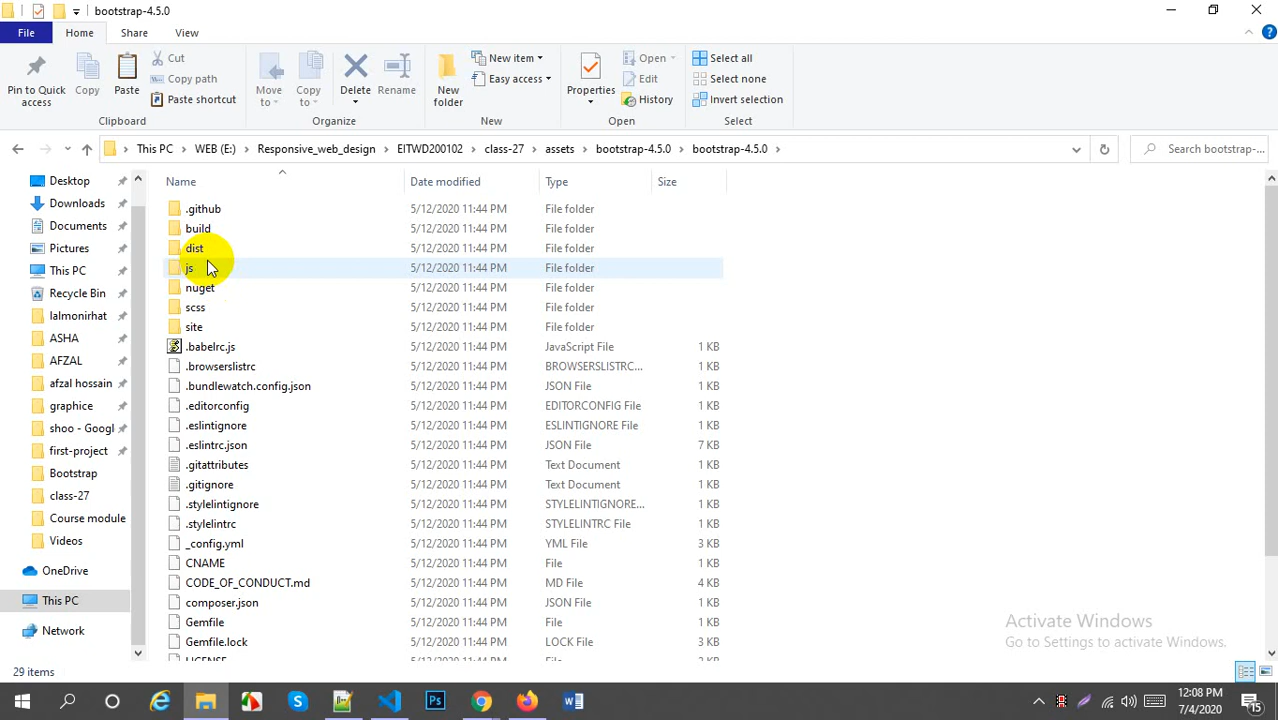 bootstrap-4.5.0
File Home Share View
Pin to Quick access
Copy
Paste
Cut
Copy path
Paste shortcut
Clipboard
Move to
Copy to
Delete
Rename
Organize
New folder
New item
Easy access
New
Properties
Open
Edit
History
Open
Select all
Select none
Invert selection
Select
This PC WEB (E:) Responsive_web_design EITWD200102 class-27 assets bootstrap-4.5.0 bootstrap-4.5.0
Search bootstrap-...
Desktop
Downloads
Documents
Pictures
This PC
Recycle Bin
lalmonirhat
ASHA
AFZAL
afzal hossain
graphice
shoo - Googl
first-project
Bootstrap
class-27
Course module
Videos
OneDrive
This PC
Network
Name Date modified Type Size
.github 5/12/2020 11:44 PM File folder
build 5/12/2020 11:44 PM File folder
dist 5/12/2020 11:44 PM File folder
js 5/12/2020 11:44 PM File folder
nuget 5/12/2020 11:44 PM File folder
scss 5/12/2020 11:44 PM File folder
site 5/12/2020 11:44 PM File folder
.babelrc.js 5/12/2020 11:44 PM JavaScript File 1 KB
.browserslistrc 5/12/2020 11:44 PM BROWSERSLISTRC... 1 KB
.bundlewatch.config.json 5/12/2020 11:44 PM JSON File 1 KB
.editorconfig 5/12/2020 11:44 PM EDITORCONFIG File 1 KB
.eslintignore 5/12/2020 11:44 PM ESLINTIGNORE File 1 KB
.eslintrc.json 5/12/2020 11:44 PM JSON File 7 KB
.gitattributes 5/12/2020 11:44 PM Text Document 1 KB
.gitignore 5/12/2020 11:44 PM Text Document 1 KB
.stylelintignore 5/12/2020 11:44 PM STYLELINTIGNORE... 1 KB
.stylelintrc 5/12/2020 11:44 PM STYLELINTRC File 1 KB
_config.yml 5/12/2020 11:44 PM YML File 3 KB
CNAME 5/12/2020 11:44 PM File 1 KB
CODE_OF_CONDUCT.md 5/12/2020 11:44 PM MD File 4 KB
composer.json 5/12/2020 11:44 PM JSON File 1 KB
Gemfile 5/12/2020 11:44 PM File 1 KB
Gemfile.lock 5/12/2020 11:44 PM LOCK File 2 KB
Activate Windows
Go to Settings to activate Windows.
29 items
12:08 PM
7/4/2020
15